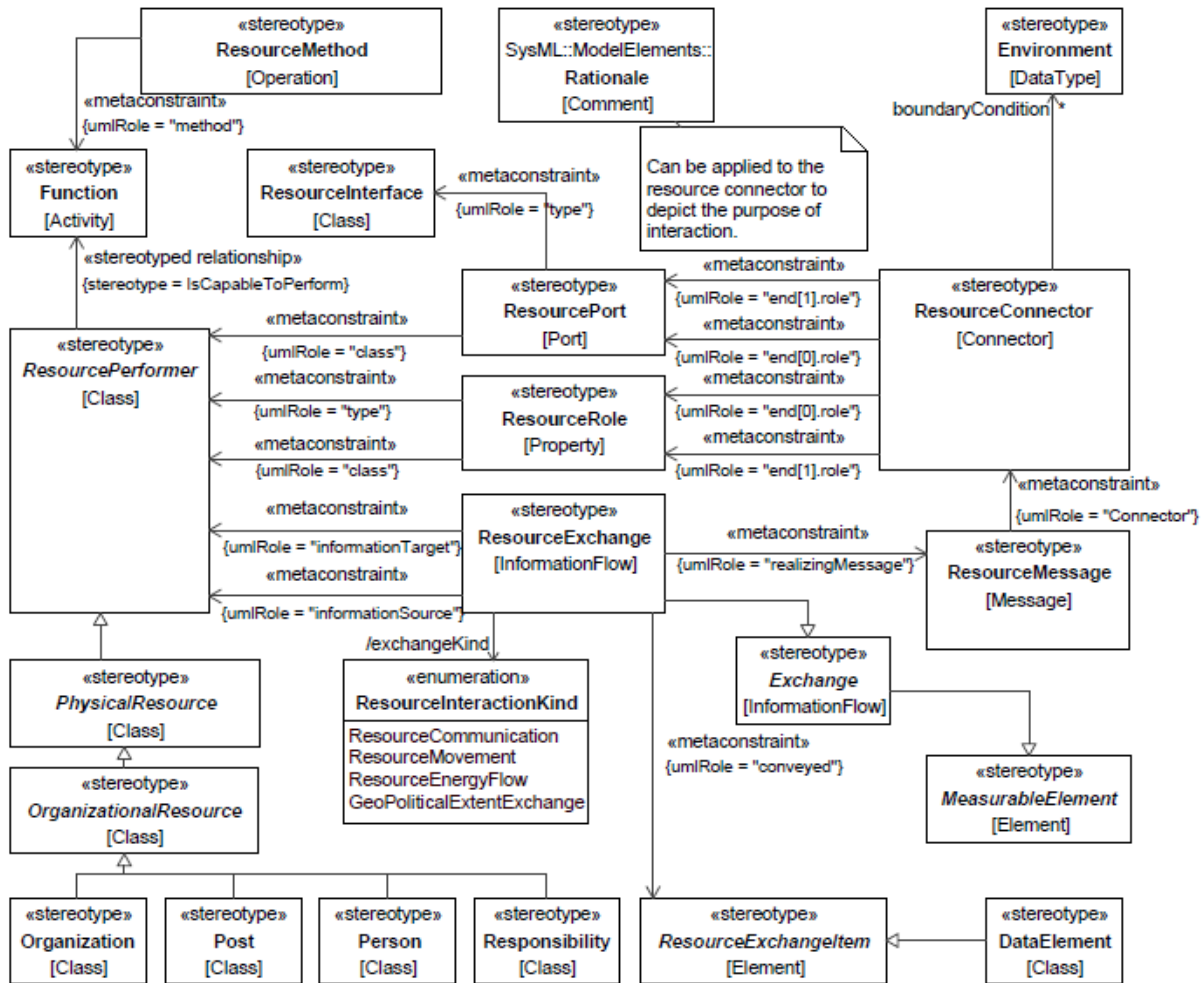 «stereotype»
ResourceMethod
[Operation]
«stereotype»
SysML::ModelElements::
Rationale
[Comment]
«stereotype»
Environment
[DataType]
«metaconstraint»
{umlRole = "method"}
boundaryCondition *
Can be applied to the
resource connector to
depict the purpose of
interaction.
«stereotype»
Function
[Activity]
«stereotype»
ResourceInterface
[Class]
«metaconstraint»
{umlRole = "type"}
«stereotyped relationship»
{stereotype = IsCapableToPerform}
«stereotype»
ResourcePort
[Port]
«metaconstraint»
{umlRole = "end[1].role"}
«metaconstraint»
{umlRole = "end[0].role"}
«metaconstraint»
{umlRole = "end[0].role"}
«metaconstraint»
{umlRole = "end[1].role"}
«stereotype»
ResourceConnector
[Connector]
«stereotype»
ResourcePerformer
[Class]
«metaconstraint»
{umlRole = "class"}
«metaconstraint»
{umlRole = "type"}
«metaconstraint»
{umlRole = "class"}
«stereotype»
ResourceRole
[Property]
«metaconstraint»
{umlRole = "informationTarget"}
«metaconstraint»
{umlRole = "informationSource"}
«stereotype»
ResourceExchange
[InformationFlow]
«metaconstraint»
{umlRole = "realizingMessage"}
«metaconstraint»
{umlRole = "Connector"}
«stereotype»
ResourceMessage
[Message]
/exchangeKind
«stereotype»
PhysicalResource
[Class]
«enumeration»
ResourceInteractionKind
ResourceCommunication
ResourceMovement
ResourceEnergyFlow
GeoPoliticalExtentExchange
«stereotype»
Exchange
[InformationFlow]
«metaconstraint»
{umlRole = "conveyed"}
«stereotype»
MeasurableElement
[Element]
«stereotype»
OrganizationalResource
[Class]
«stereotype»
Organization
[Class]
«stereotype»
Post
[Class]
«stereotype»
Person
[Class]
«stereotype»
Responsibility
[Class]
«stereotype»
ResourceExchangeItem
[Element]
«stereotype»
DataElement
[Class]